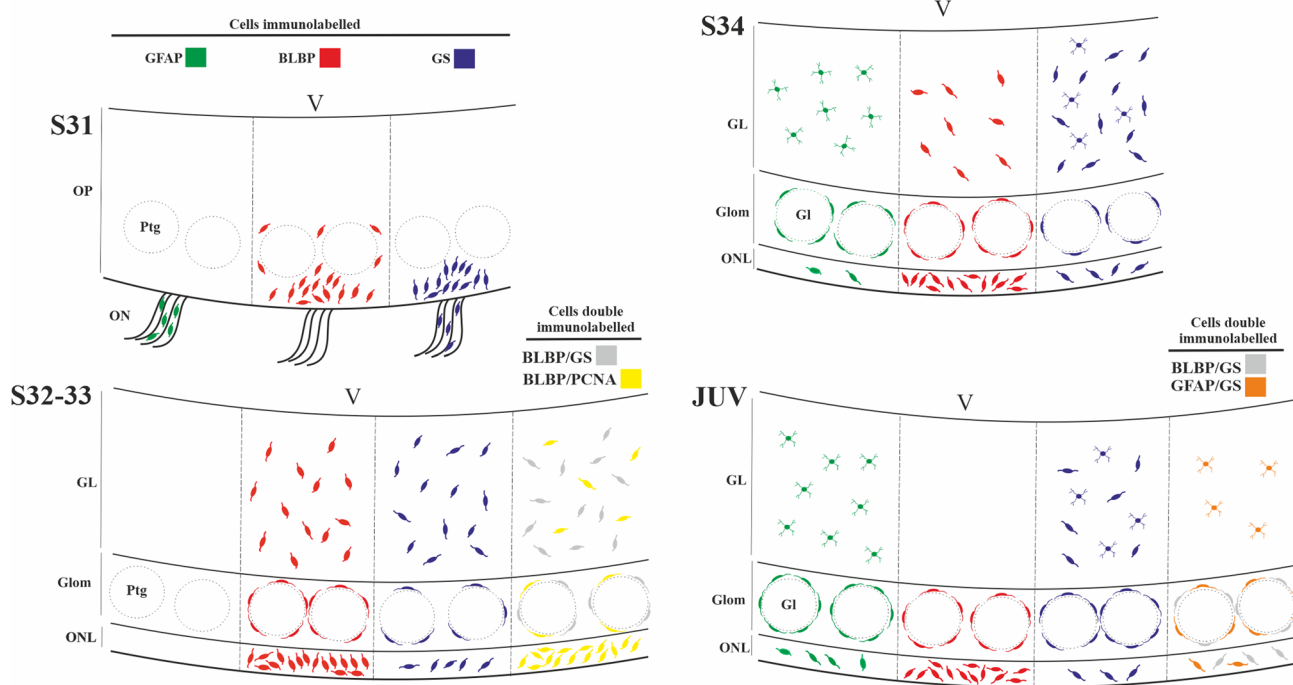 Cells immunolabelled
GFAP BLBP GS
V
S31
OP
Ptg
ON
S34
V
GL
Glom
Gl
ONL
Cells double
immunolabelled
BLBP/GS
BLBP/PCNA
S32-33
V
GL
Glom
Ptg
ONL
Cells double
immunolabelled
BLBP/GS
GFAP/GS
JUV
V
GL
Glom
Gl
ONL